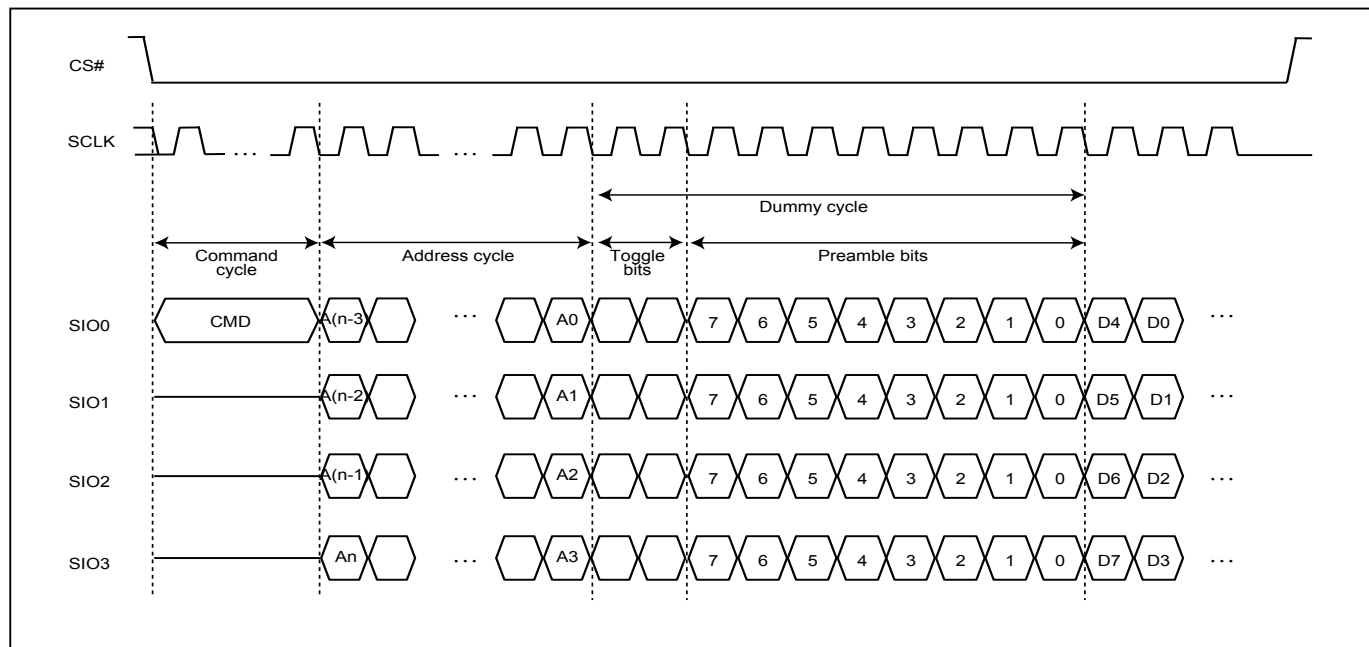 CS#
SCLK ... ...
Dummy cycle
Command cycle Address cycle Toggle bits Preamble bits
SIO0 CMD A(n-3) ... A0 7 6 5 4 3 2 1 0 D4 D0 ...
SIO1 A(n-2 ... A1 7 6 5 4 3 2 1 0 D5 D1 ...
SIO2 A(n-1 ... A2 7 6 5 4 3 2 1 0 D6 D2 ...
SIO3 An ... A3 7 6 5 4 3 2 1 0 D7 D3 ...